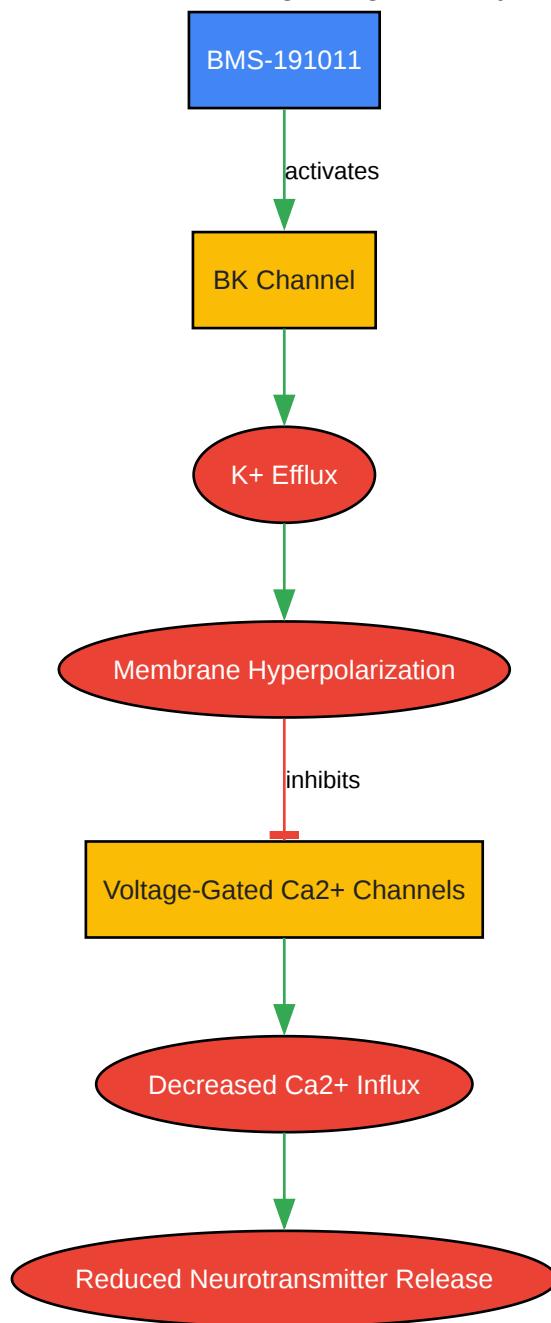 BMS-191011
activates
BK Channel
K+ Efflux
Membrane Hyperpolarization
inhibits
Voltage-Gated Ca2+ Channels
Decreased Ca2+ Influx
Reduced Neurotransmitter Release